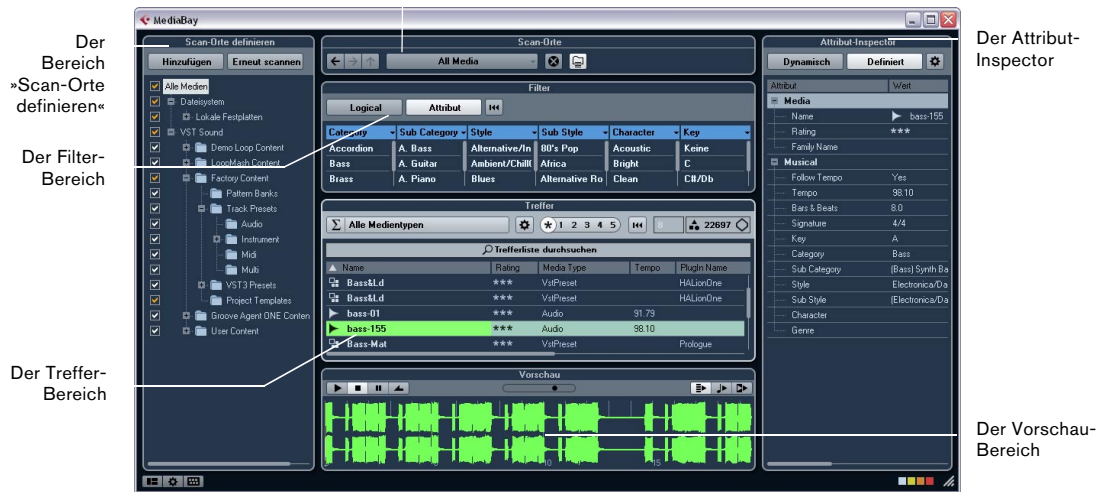 MediaBay
Der
Bereich
»Scan-Orte
definieren«
Der Filter-
Bereich
Der Treffer-
Bereich
Scan-Orte definieren
Hinzufügen Erneut scannen
Alle Medien
Dateisystem
Lokale Festplatten
VST Sound
Demo Loop Content
LoopMash Content
Factory Content
Pattern Banks
Track Presets
Audio
Instrument
Midi
Multi
VST3 Presets
Project Templates
Groove Agent ONE Conten
User Content
Scan-Orte
All Media
Filter
Logical Attribut
Category Sub Category Style Sub Style Character Key
Accordion A. Bass Alternative/In 80's Pop Acoustic Keine
Bass A. Guitar Ambient/Chillo Africa Bright C
Brass A. Piano Blues Alternative Ro Clean C#/Db
Treffer
Alle Medientypen * 1 2 3 4 5 0 22697
Trefferliste durchsuchen
Name Rating Media Type Tempo PlugIn Name
Bass&Ld *** VstPreset HALionOne
Bass&Ld *** VstPreset HALionOne
bass-01 *** Audio 91.79
bass-155 *** Audio 98.10
Bass-Mat *** VstPreset Prologue
Vorschau
5 10 15
Attribut-Inspector
Dynamisch Definiert
Attribut Wert
Media
Name bass-155
Rating ***
Family Name
Musical
Follow Tempo Yes
Tempo 98.10
Bars & Beats 8.0
Signature 4/4
Key A
Category Bass
Sub Category (Bass) Synth Ba
Style Electronica/Da
Sub Style (Electronica/Da
Character
Genre
Der Attribut-
Inspector
Der Vorschau-
Bereich